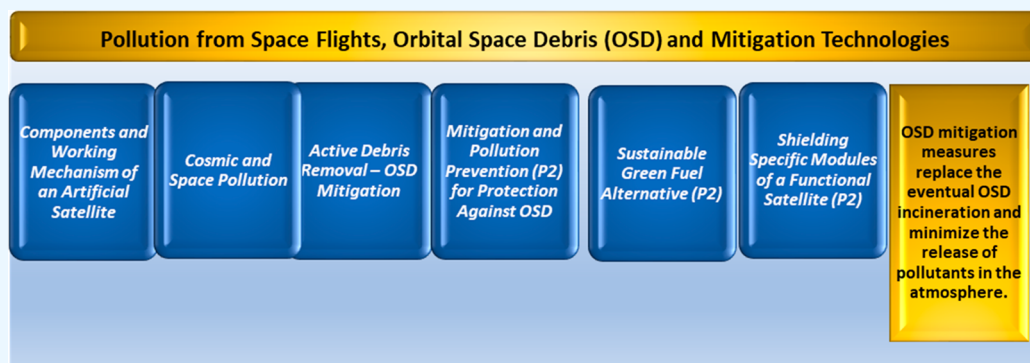 Pollution from Space Flights, Orbital Space Debris (OSD) and Mitigation Technologies
Components and
Working
Mechanism of
an Artificial
Satellite
Cosmic and
Space Pollution
Active Debris
Removal – OSD
Mitigation
Mitigation and
Pollution
Prevention (P2)
for Protection
Against OSD
Sustainable
Green Fuel
Alternative (P2)
Shielding
Specific Modules
of a Functional
Satellite (P2)
OSD mitigation
measures
replace the
eventual OSD
incineration and
minimize the
release of
pollutants in the
atmosphere.